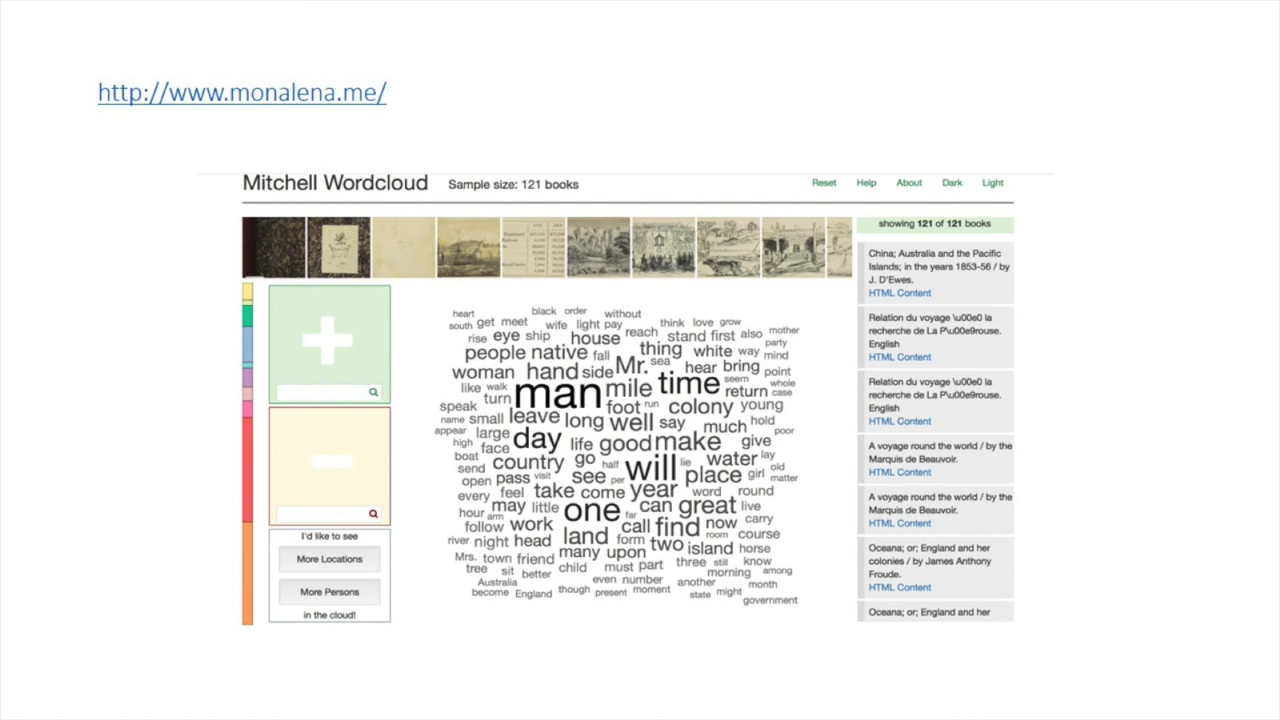 http://www.monalena.me/
Mitchell Wordcloud
Sample size: 121 books
Reset Help About Dark Light
showing 121 of 121 books
China; Australia and the Pacific
Islands; in the years 1853-56 / by
J. D'Ewes.
HTML Content
Relation du voyage \u00e0 la
recherche de La P\u00e9rouse.
English
HTML Content
Relation du voyage \u00e0 la
recherche de La P\u00e9rouse.
English
HTML Content
A voyage round the world / by the
Marquis de Beauvoir.
HTML Content
A voyage round the world / by the
Marquis de Beauvoir.
HTML Content
Oceana; or; England and her
colonies / by James Anthony
Froude.
HTML Content
Oceana; or; England and her
I'd like to see
More Locations
More Persons
in the cloud!
heart black order without
south get meet wife light pay think love grow
rise eye ship house reach stand first also mother
people native fall thing white way mind party
woman hand side Mr. sea hear bring point
like walk man mile time seem return whole case
turn
speak leave foot run colony young
name small long well say much hold
appear large day life good make give poor
high face
boat country go half will lie water lay
send see per place girl old
open pass visit matter
every feel take come year word round
hour arm may little one far can great live
follow work call find now carry
river night head land form two room course
Mrs. town friend many upon island horse
tree sit better child must part three still know
Australia even number another morning among
become England though present moment state might month
government